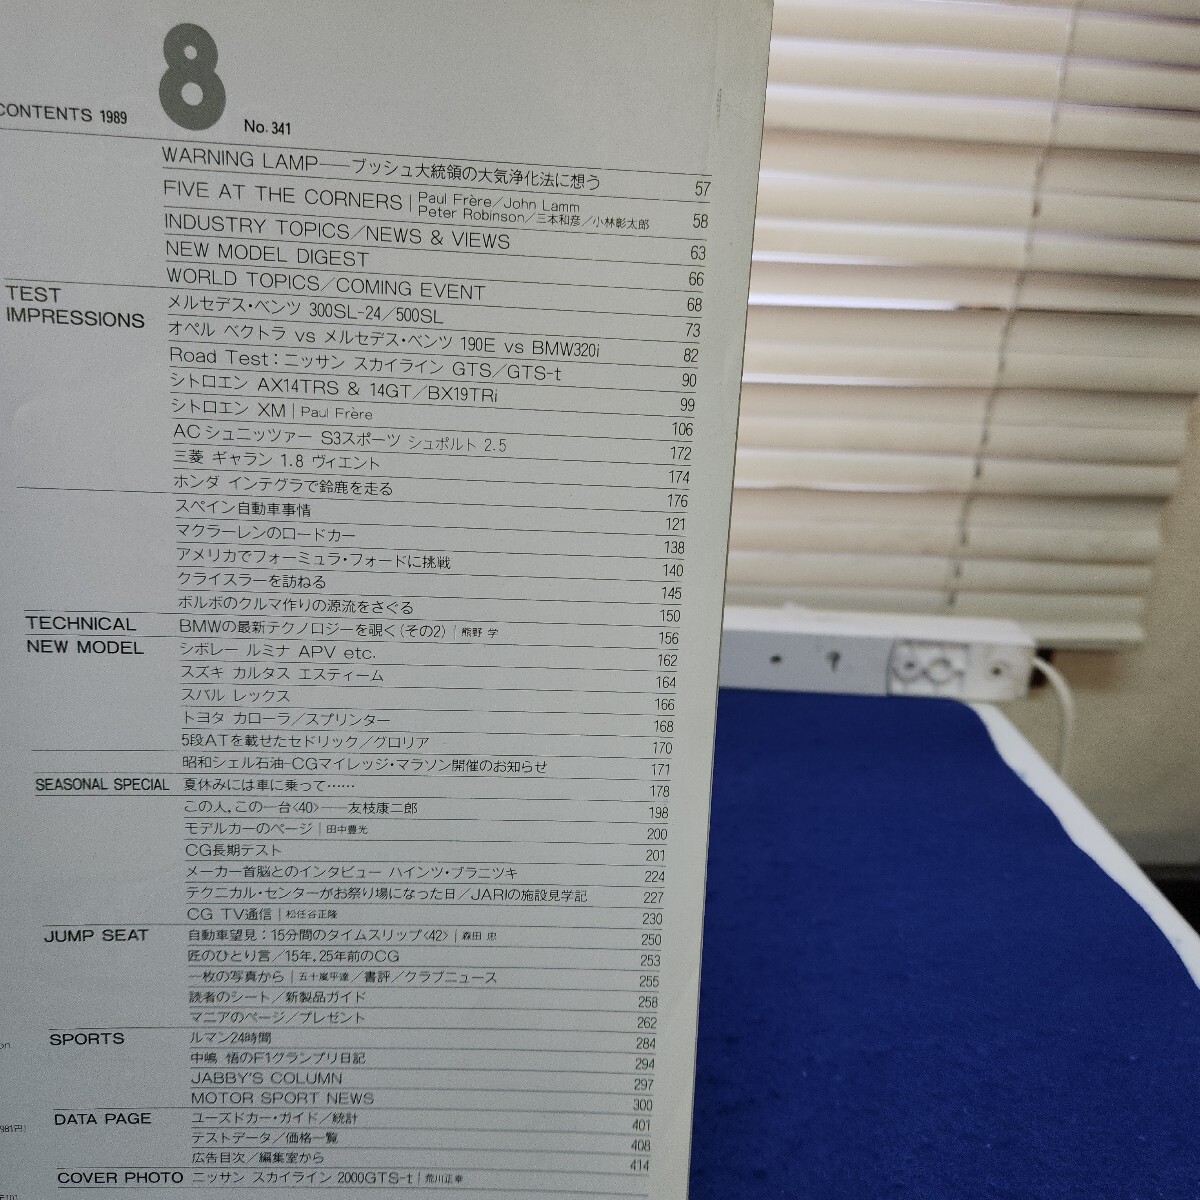 CONTENTS 1989 8 No. 341
WARNING LAMP――ブッシュ大統領の大気浄化法に想う 57
FIVE AT THE CORNERS | Paul Frère／John Lamm
Peter Robinson／三本和彦／小林彰太郎 58
INDUSTRY TOPICS／NEWS & VIEWS 63
NEW MODEL DIGEST 66
WORLD TOPICS／COMING EVENT 68
TEST IMPRESSIONS
メルセデス・ベンツ 300SL-24／500SL 73
オペル ベクトラ vs メルセデス・ベンツ 190E vs BMW320i 82
Road Test：ニッサン スカイライン GTS／GTS-t 90
シトロエン AX14TRS & 14GT／BX19TRi 99
シトロエン XM | Paul Frère 106
ACシュニッツァー S3スポーツ シュポルト 2.5 172
三菱 ギャラン 1.8 ヴィエント 174
ホンダ インテグラで鈴鹿を走る 176
スペイン自動車事情 121
マクラーレンのロードカー 138
アメリカでフォーミュラ・フォードに挑戦 140
クライスラーを訪ねる 145
ボルボのクルマ作りの源流をさぐる 150
TECHNICAL BMWの最新テクノロジーを覗く（その2） | 熊野 学 156
NEW MODEL シボレー ルミナ APV etc. 162
スズキ カルタス エスティーム 164
スバル レックス 166
トヨタ カローラ／スプリンター 168
5段ATを載せたセドリック／グロリア 170
昭和シェル石油-CGマイレッジ・マラソン開催のお知らせ 171
SEASONAL SPECIAL 夏休みには車に乗って…… 178
この人，この一台〈40〉――友枝康二郎 198
モデルカーのページ | 田中豊光 200
CG長期テスト 201
メーカー首脳とのインタビュー ハインツ・プラニツキ 224
テクニカル・センターがお祭り場になった日／JARIの施設見学記 227
CG TV通信 | 松任谷正隆 230
JUMP SEAT 自動車望見：15分間のタイムスリップ〈42〉 | 森田 忠 250
匠のひとり言／15年，25年前のCG 253
一枚の写真から | 五十嵐平達／書評／クラブニュース 255
読者のシート／新製品ガイド 258
マニアのページ／プレゼント 262
SPORTS ルマン24時間 284
中嶋 悟のF1グランプリ日記 294
JABBY'S COLUMN 297
MOTOR SPORT NEWS 300
DATA PAGE ユーズドカー・ガイド／統計 401
テストデータ／価格一覧 408
広告目次／編集室から 414
COVER PHOTO ニッサン スカイライン 2000GTS-t | 荒川正幸